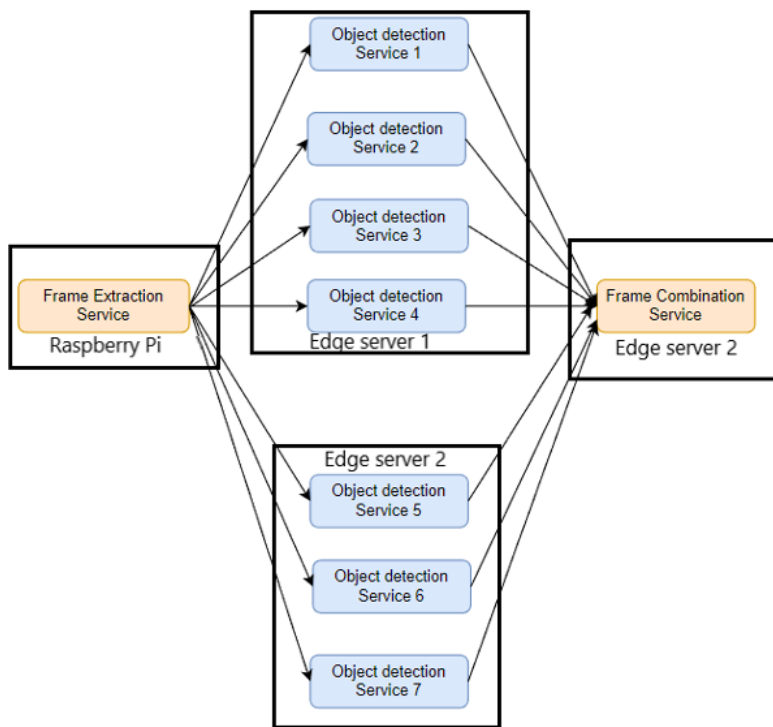 Object detection
Service 1
Object detection
Service 2
Object detection
Service 3
Object detection
Service 4
Edge server 1
Frame Extraction
Service
Raspberry Pi
Frame Combination
Service
Edge server 2
Edge server 2
Object detection
Service 5
Object detection
Service 6
Object detection
Service 7